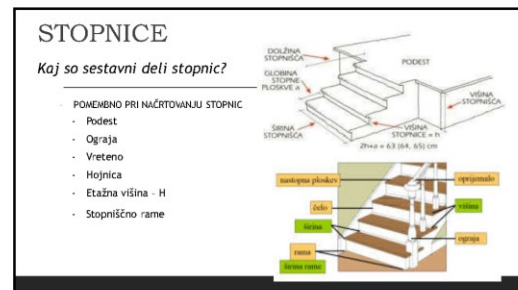 STOPNICE
Kaj so sestavni deli stopnic?
POMEMBNO PRI NAČRTOVANJU STOPNIC
- Podest
- Ograja
- Vreteno
- Hojnica
- Etažna višina - H
- Stopniščno rame
DOLŽINA
STOPNIŠČA
GLOBINA
STOPNE
PLOSKVE a
ŠIRINA
STOPNIŠČA
PODEST
VIŠINA
STOPNIŠČA
VIŠINA
STOPNICE = h
2h+a = 63 (64, 65) cm
nastopna ploskev
oprijemalo
čelo
višina
širina
ograja
rama
širina rame